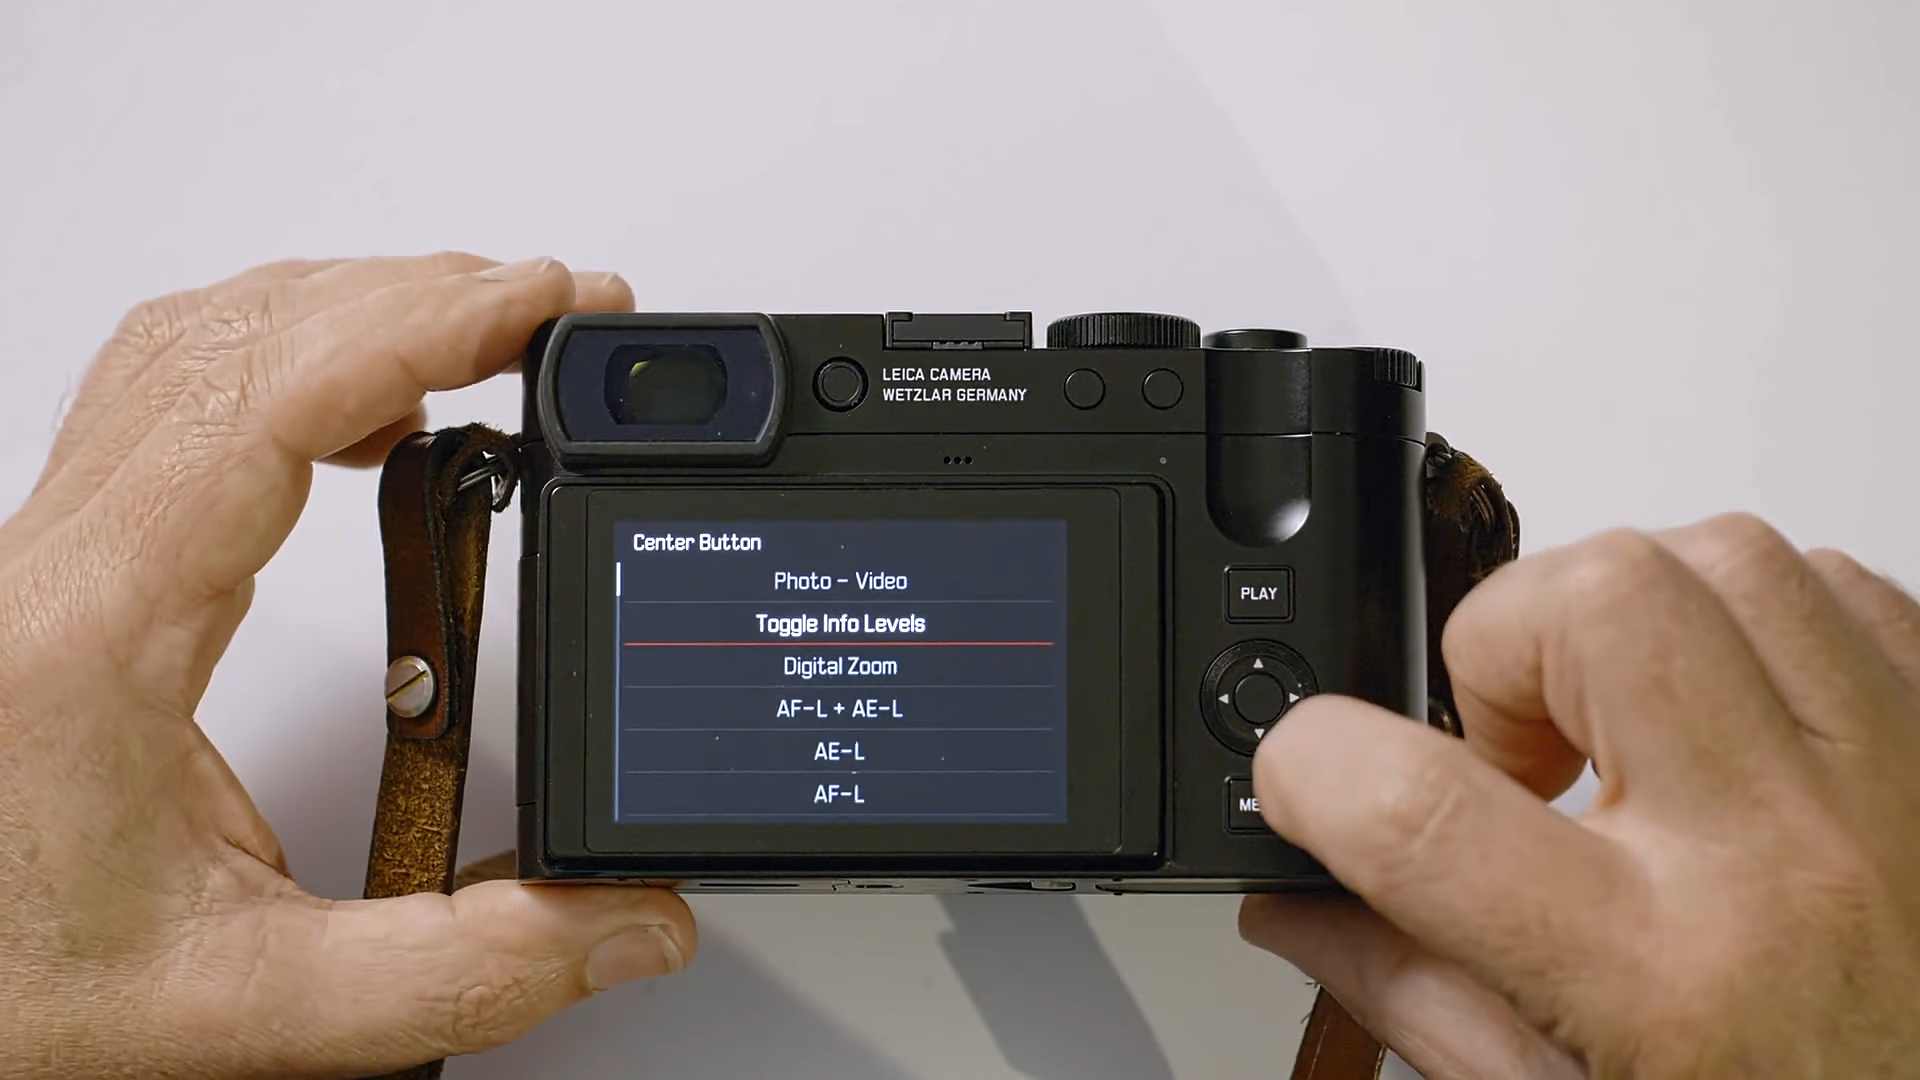 LEICA CAMERA
WETZLAR GERMANY
Center Button
Photo - Video
Toggle Info Levels
Digital Zoom
AF-L + AE-L
AE-L
AF-L
PLAY